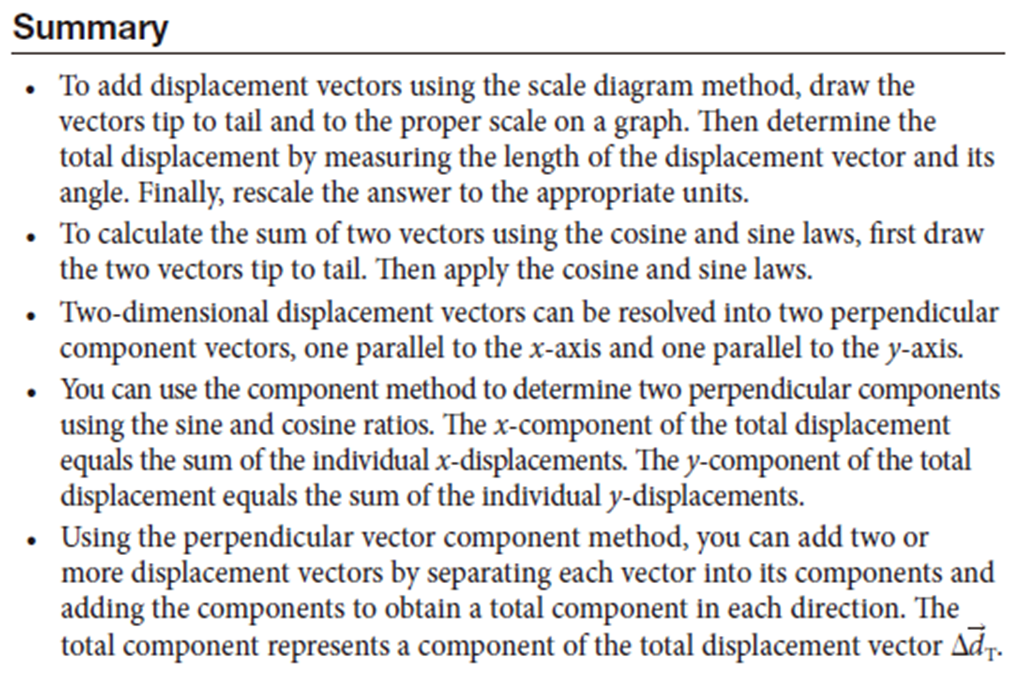 Summary
• To add displacement vectors using the scale diagram method, draw the
vectors tip to tail and to the proper scale on a graph. Then determine the
total displacement by measuring the length of the displacement vector and its
angle. Finally, rescale the answer to the appropriate units.
• To calculate the sum of two vectors using the cosine and sine laws, first draw
the two vectors tip to tail. Then apply the cosine and sine laws.
• Two-dimensional displacement vectors can be resolved into two perpendicular
component vectors, one parallel to the x-axis and one parallel to the y-axis.
• You can use the component method to determine two perpendicular components
using the sine and cosine ratios. The x-component of the total displacement
equals the sum of the individual x-displacements. The y-component of the total
displacement equals the sum of the individual y-displacements.
• Using the perpendicular vector component method, you can add two or
more displacement vectors by separating each vector into its components and
adding the components to obtain a total component in each direction. The
total component represents a component of the total displacement vector Δd⃗T.